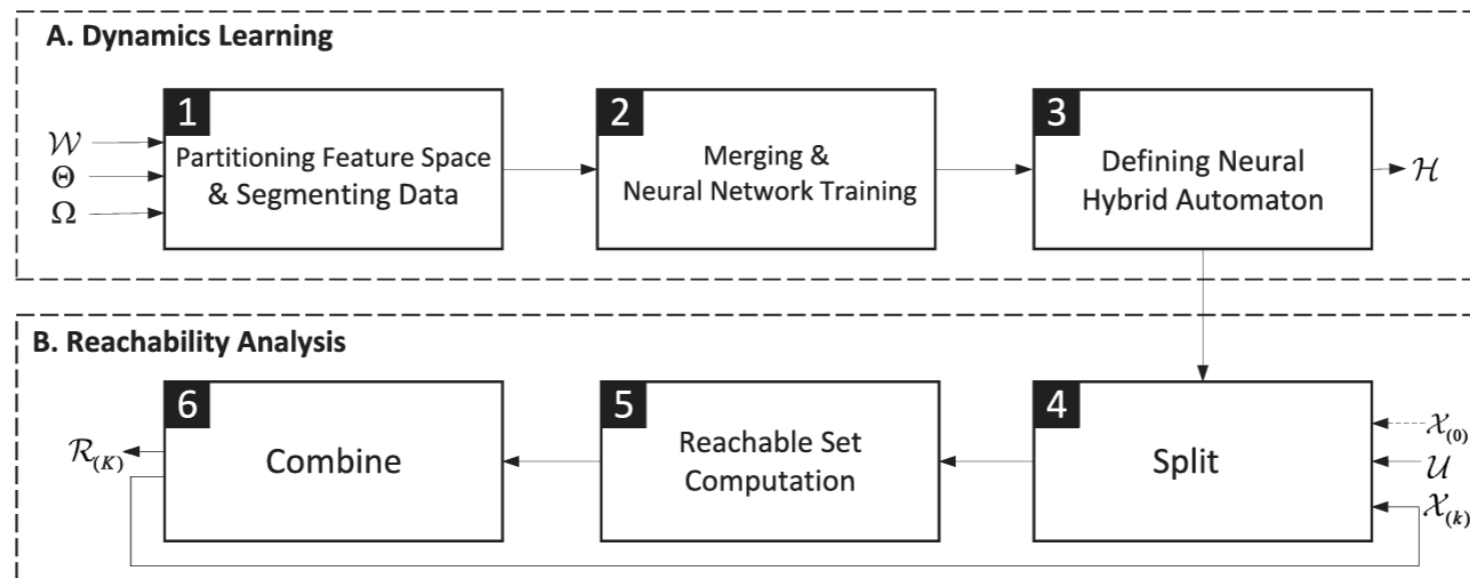 A. Dynamics Learning
𝒲
Θ
Ω
1
Partitioning Feature Space
& Segmenting Data
2
Merging &
Neural Network Training
3
Defining Neural
Hybrid Automaton
ℋ
B. Reachability Analysis
4
Split
𝒳(0)
𝒰
𝒳(k)
5
Reachable Set
Computation
6
Combine
ℛ(K)